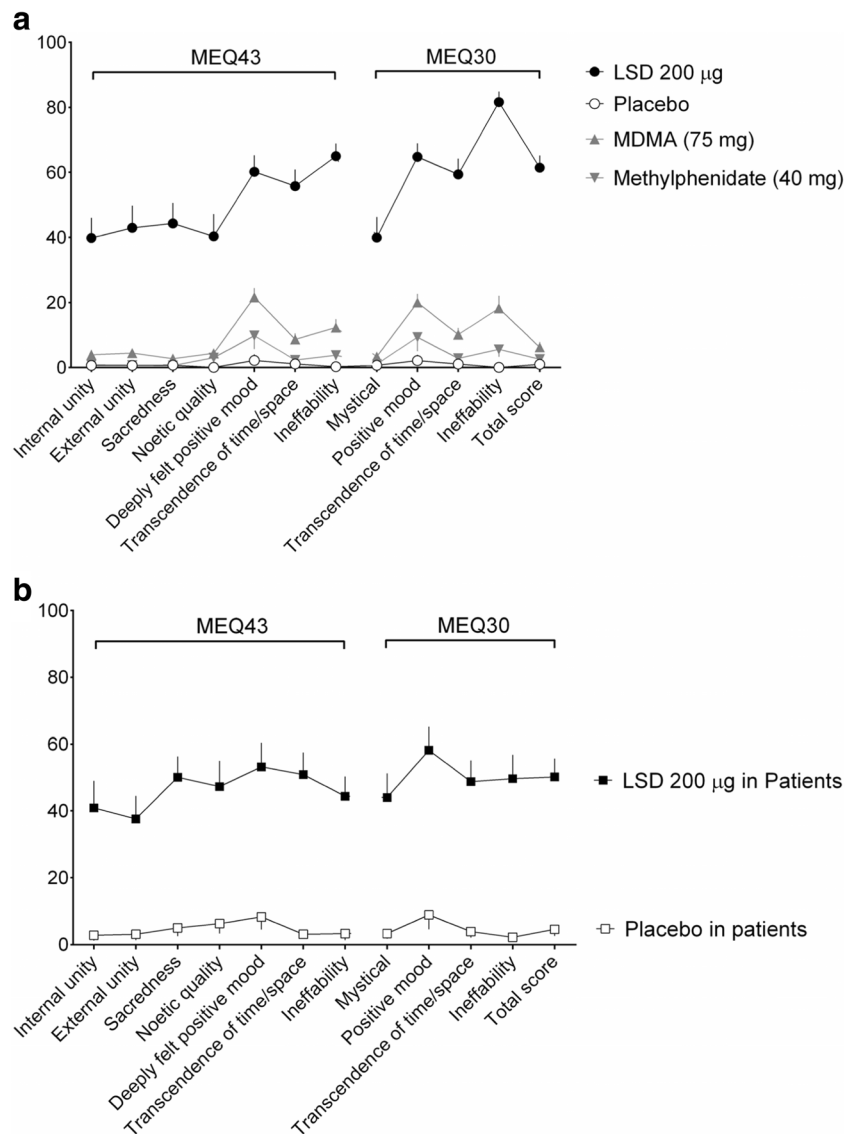 a
MEQ43
MEQ30
100
80
60
40
20
0
LSD 200 µg
Placebo
MDMA (75 mg)
Methylphenidate (40 mg)
Internal unity
External unity
Sacredness
Noetic quality
Deeply felt positive mood
Transcendence of time/space
Ineffability
Mystical
Positive mood
Transcendence of time/space
Ineffability
Total score
b
MEQ43
MEQ30
100
80
60
40
20
0
LSD 200 µg in Patients
Placebo in patients
Internal unity
External unity
Sacredness
Noetic quality
Deeply felt positive mood
Transcendence of time/space
Ineffability
Mystical
Positive mood
Transcendence of time/space
Ineffability
Total score